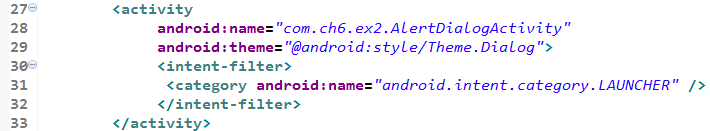 27 <activity
28 android:name="com.ch6.ex2.AlertDialogActivity"
29 android:theme="@android:style/Theme.Dialog">
30 <intent-filter>
31 <category android:name="android.intent.category.LAUNCHER" />
32 </intent-filter>
33 </activity>